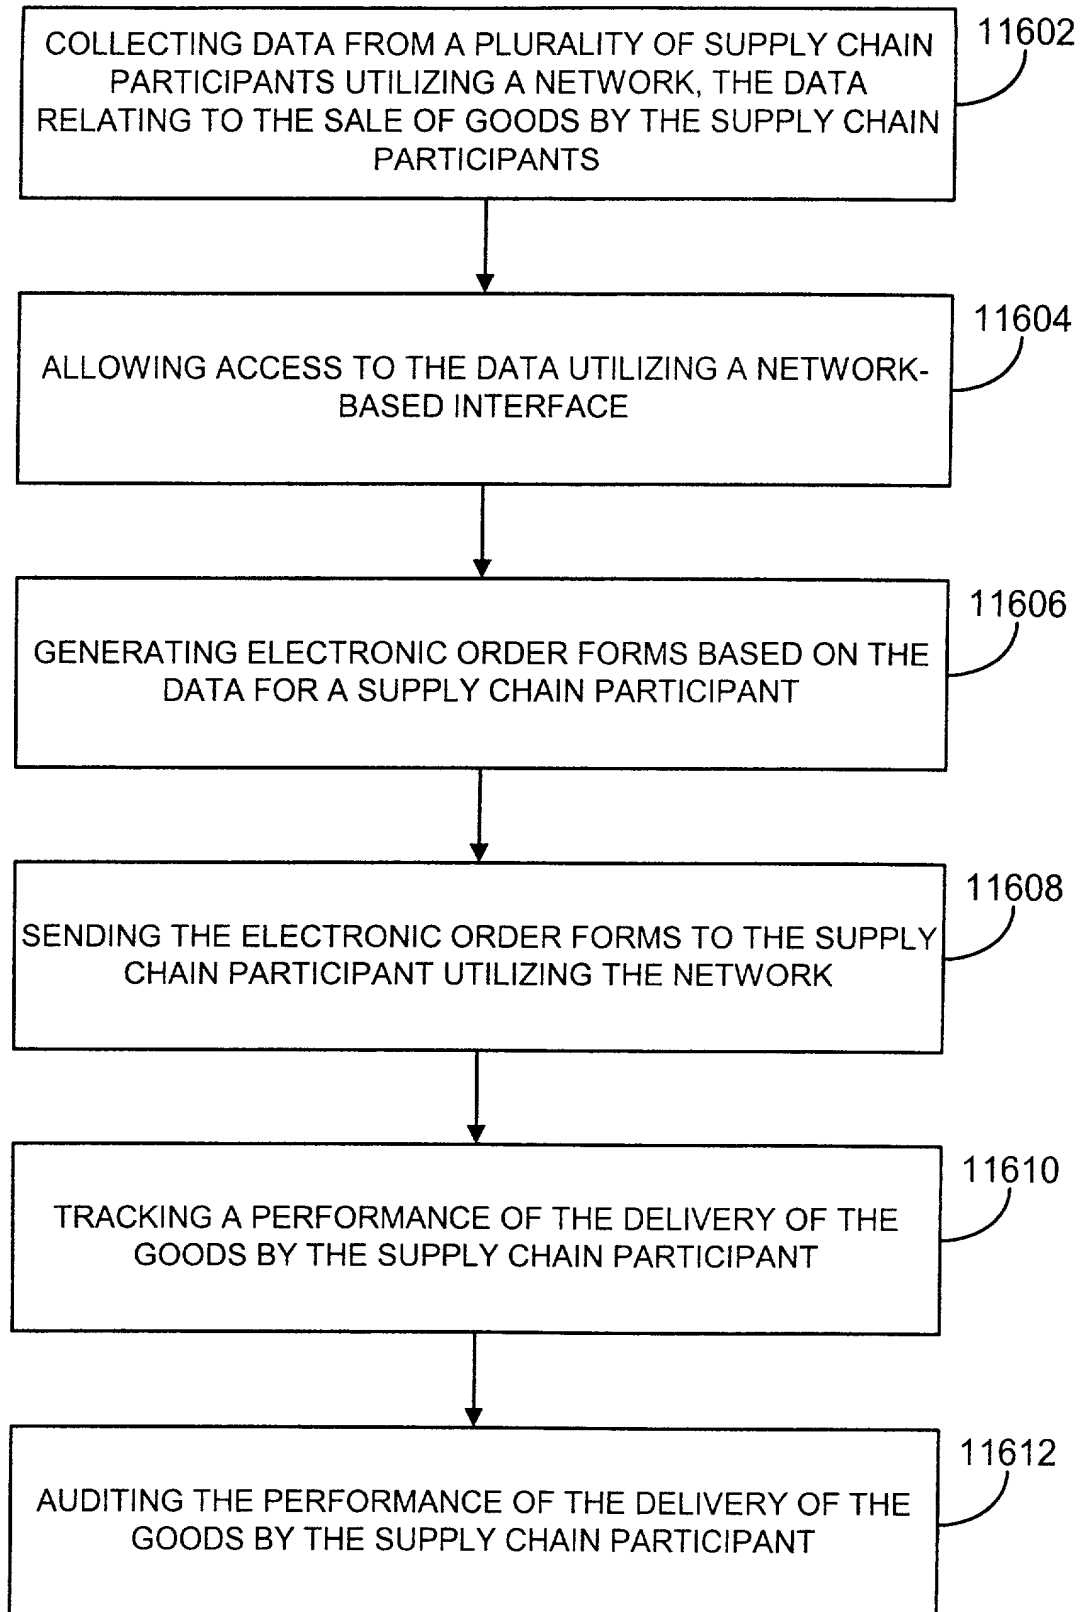 COLLECTING DATA FROM A PLURALITY OF SUPPLY CHAIN
PARTICIPANTS UTILIZING A NETWORK, THE DATA
RELATING TO THE SALE OF GOODS BY THE SUPPLY CHAIN
PARTICIPANTS
11602
ALLOWING ACCESS TO THE DATA UTILIZING A NETWORK-
BASED INTERFACE
11604
GENERATING ELECTRONIC ORDER FORMS BASED ON THE
DATA FOR A SUPPLY CHAIN PARTICIPANT
11606
SENDING THE ELECTRONIC ORDER FORMS TO THE SUPPLY
CHAIN PARTICIPANT UTILIZING THE NETWORK
11608
TRACKING A PERFORMANCE OF THE DELIVERY OF THE
GOODS BY THE SUPPLY CHAIN PARTICIPANT
11610
AUDITING THE PERFORMANCE OF THE DELIVERY OF THE
GOODS BY THE SUPPLY CHAIN PARTICIPANT
11612